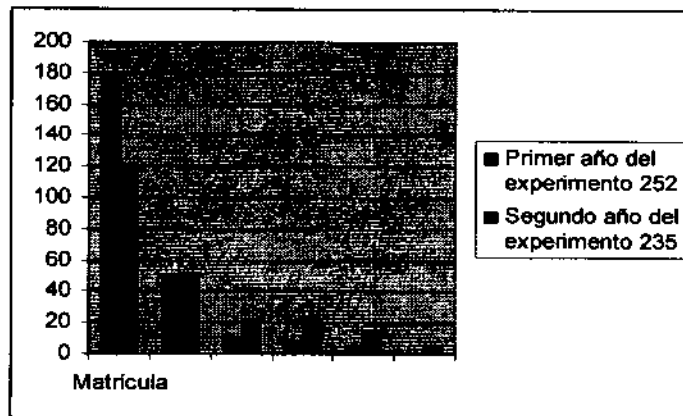 200
180
160
140
120
100
80
60
40
20
0
Matrícula
Primer año del
experimento 252
Segundo año del
experimento 235